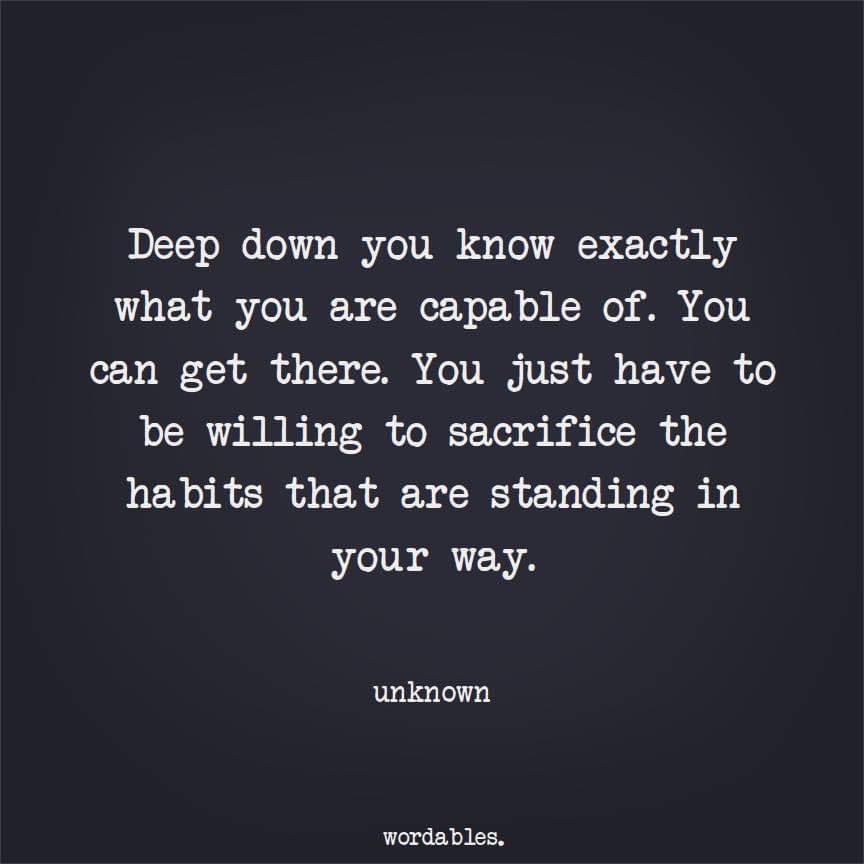 Deep down you know exactly
what you are capable of. You
can get there. You just have to
be willing to sacrifice the
habits that are standing in
your way.
unknown
wordables.